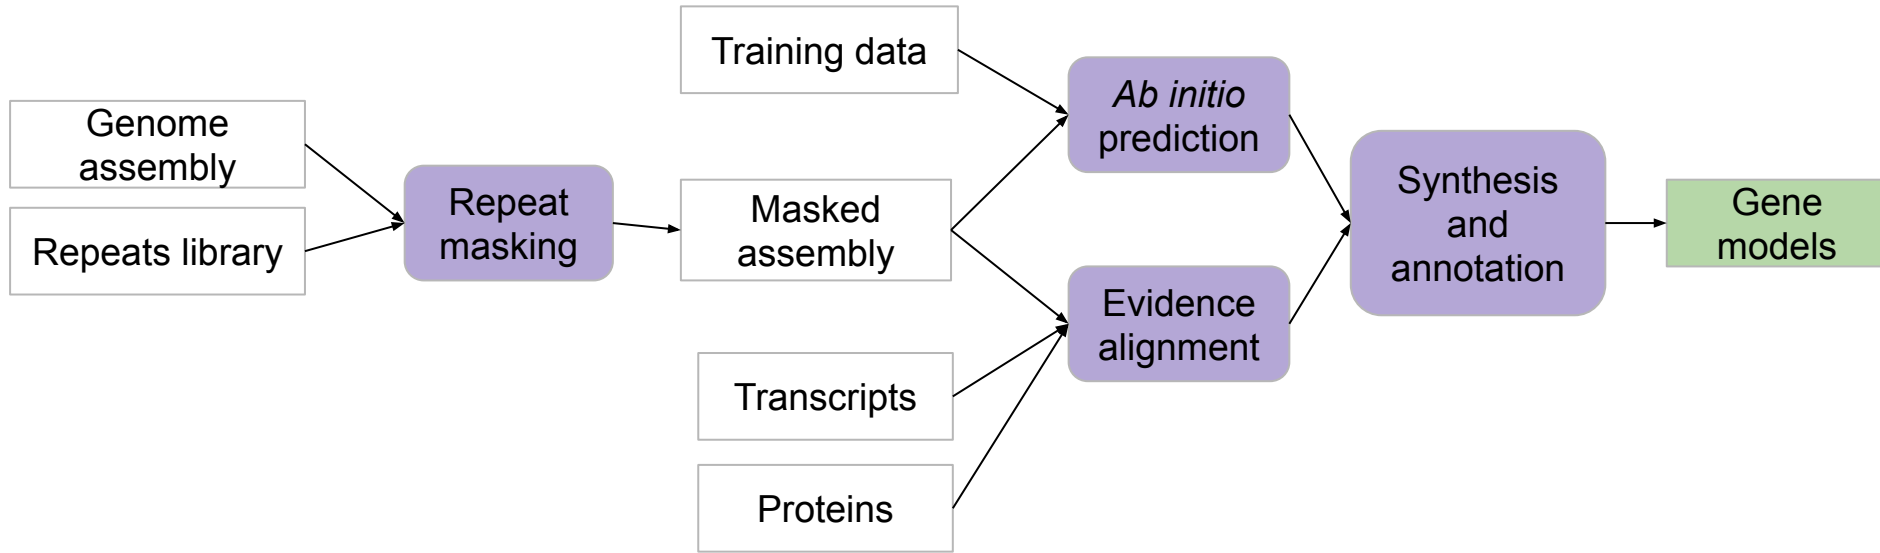 Genome
assembly
Repeats library
Repeat
masking
Training data
Masked
assembly
Transcripts
Proteins
Ab initio
prediction
Evidence
alignment
Synthesis
and
annotation
Gene
models